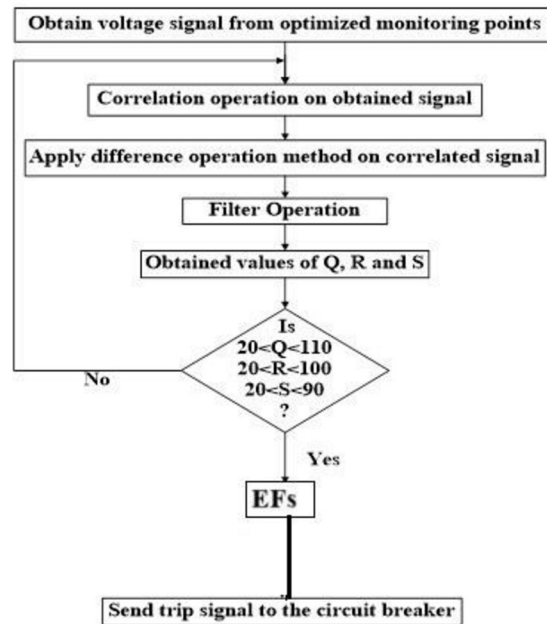 Obtain voltage signal from optimized monitoring points
Correlation operation on obtained signal
Apply difference operation method on correlated signal
Filter Operation
Obtained values of Q, R and S
Is
20<Q<110
20<R<100
20<S<90
?
No
Yes
EFs
Send trip signal to the circuit breaker